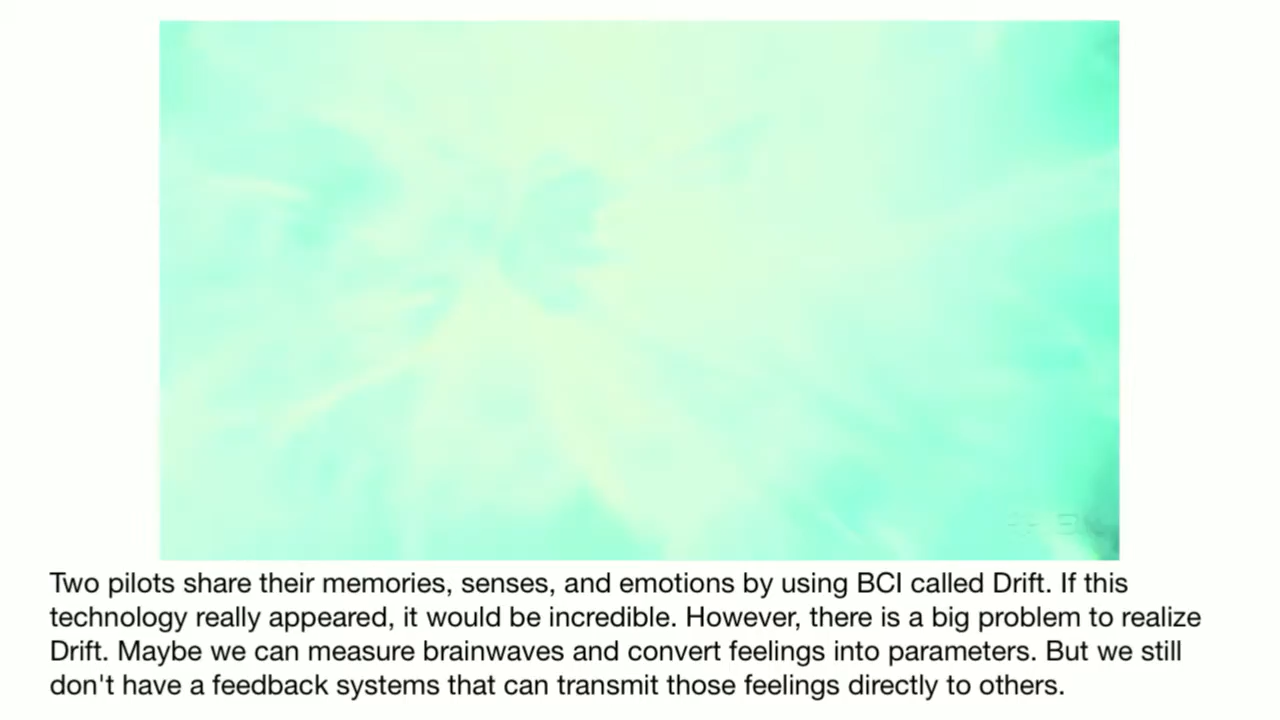 Two pilots share their memories, senses, and emotions by using BCI called Drift. If this
technology really appeared, it would be incredible. However, there is a big problem to realize
Drift. Maybe we can measure brainwaves and convert feelings into parameters. But we still
don't have a feedback systems that can transmit those feelings directly to others.